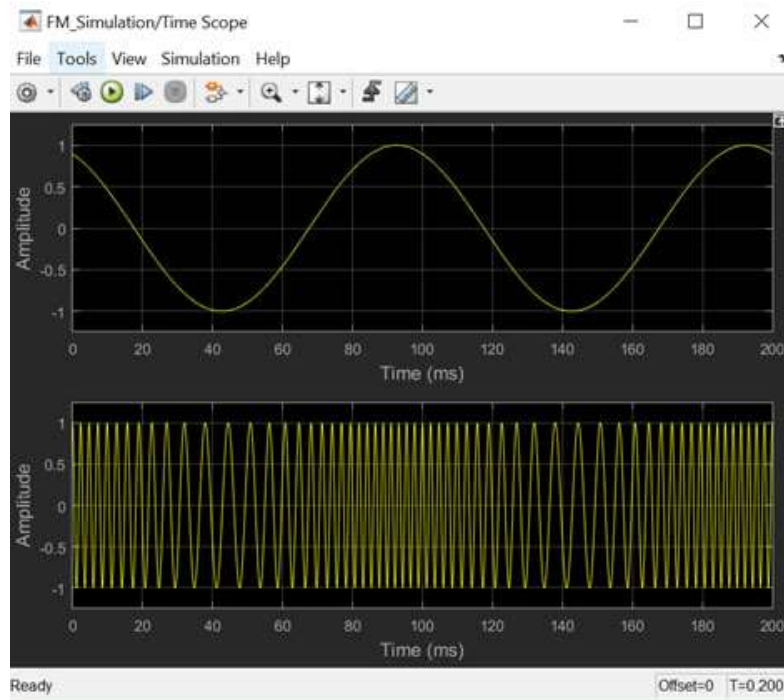 FM_Simulation/Time Scope
File Tools View Simulation Help
1
0.5
0
-0.5
-1
Amplitude
0 20 40 60 80 100 120 140 160 180 200
Time (ms)
1
0.5
0
-0.5
-1
Amplitude
0 20 40 60 80 100 120 140 160 180 200
Time (ms)
Ready Offset=0 T=0.200